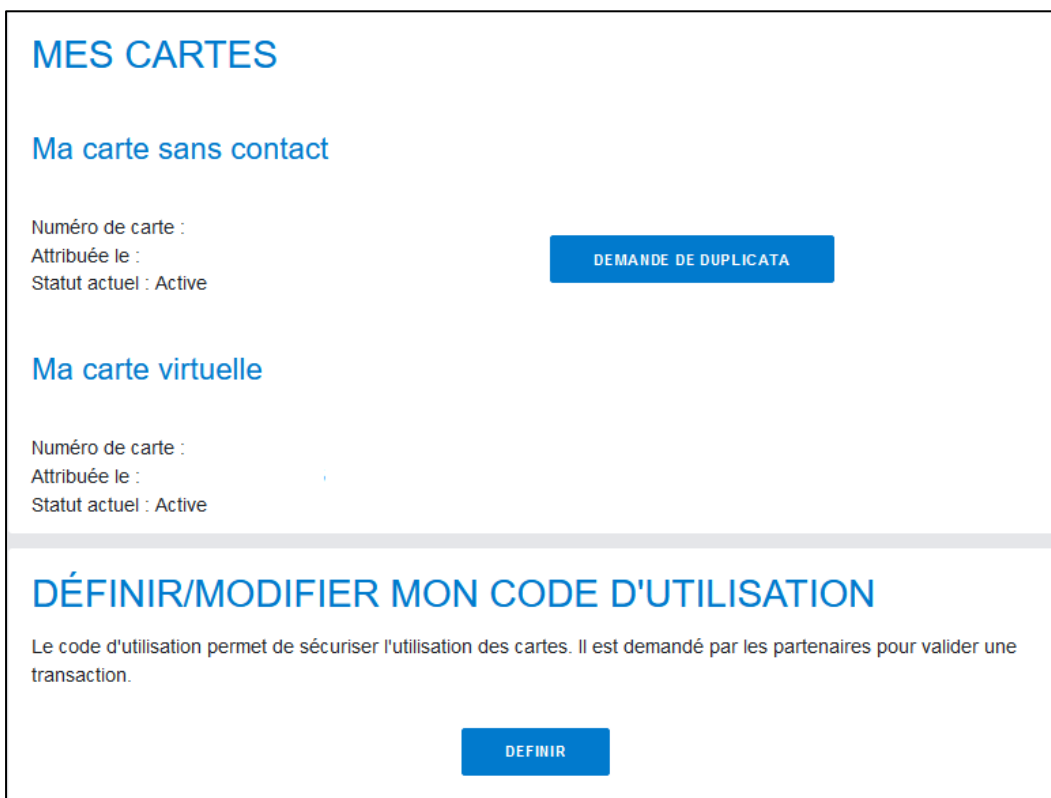 MES CARTES
Ma carte sans contact
Numéro de carte :
Attribuée le :
Statut actuel : Active
DEMANDE DE DUPLICATA
Ma carte virtuelle
Numéro de carte :
Attribuée le :
Statut actuel : Active
DÉFINIR/MODIFIER MON CODE D'UTILISATION
Le code d'utilisation permet de sécuriser l'utilisation des cartes. Il est demandé par les partenaires pour valider une
transaction.
DEFINIR